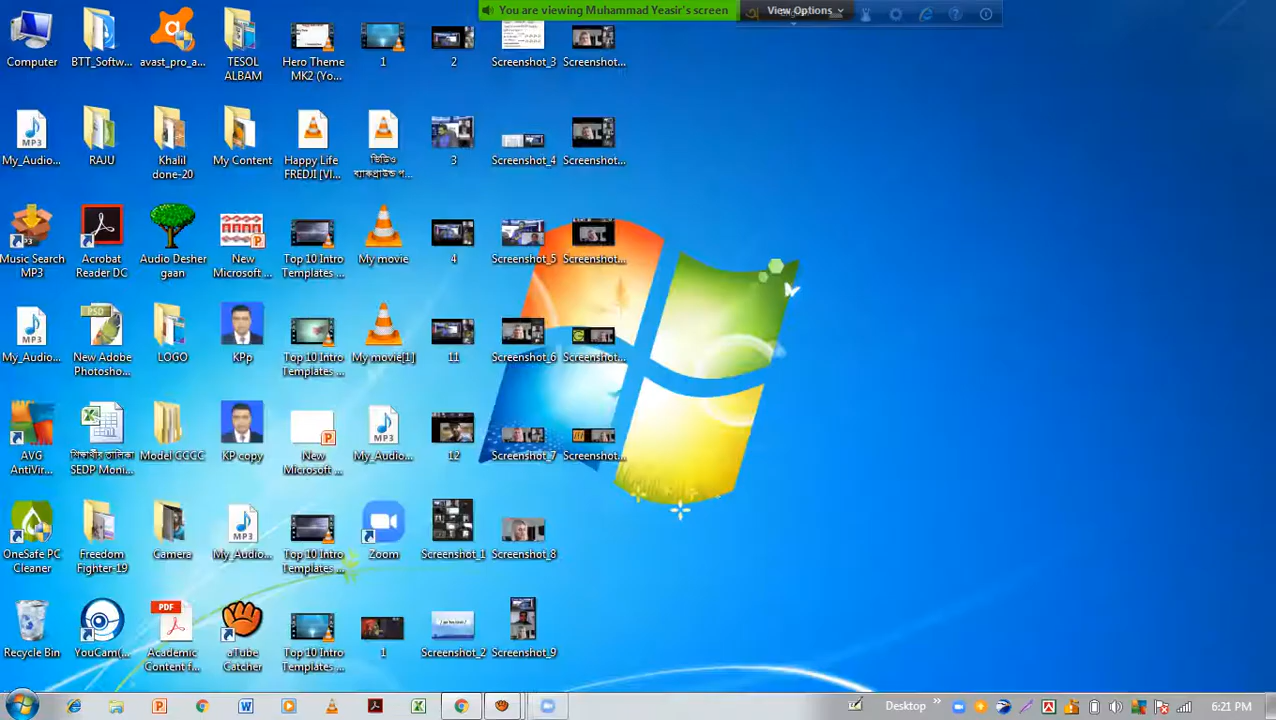 You are viewing Muhammad Yeasir's screen
View Options
Computer
BTT_Softw...
avast_pro_a...
TESOL
ALBAM
Hero Theme
MK2 (Yo...
1
2
Screenshot_3
Screenshot...
My_Audio...
RAJU
Khalil
done-20
My Content
Happy Life
FREDJI [Vl...
ভিডিও
ব্যাকগ্রাউন্ড প...
3
Screenshot_4
Screenshot...
Music Search
MP3
Acrobat
Reader DC
Audio Desher
gaan
New
Microsoft ...
Top 10 Intro
Templates ...
My movie
4
Screenshot_5
Screenshot...
My_Audio...
New Adobe
Photosho...
LOGO
KPp
Top 10 Intro
Templates ...
My movie[1]
11
Screenshot_6
Screenshot...
AVG
AntiVir...
শিক্ষার্থীর তালিকা
SEDP Moni...
Model CCCC
KP copy
New
Microsoft ...
My_Audio...
12
Screenshot_7
Screenshot...
OneSafe PC
Cleaner
Freedom
Fighter-19
Camera
My_Audio...
Top 10 Intro
Templates ...
Zoom
Screenshot_1
Screenshot_8
Recycle Bin
YouCam(...
Academic
Content f...
aTube
Catcher
Top 10 Intro
Templates ...
1
Screenshot_2
Screenshot_9
Desktop
6:21 PM